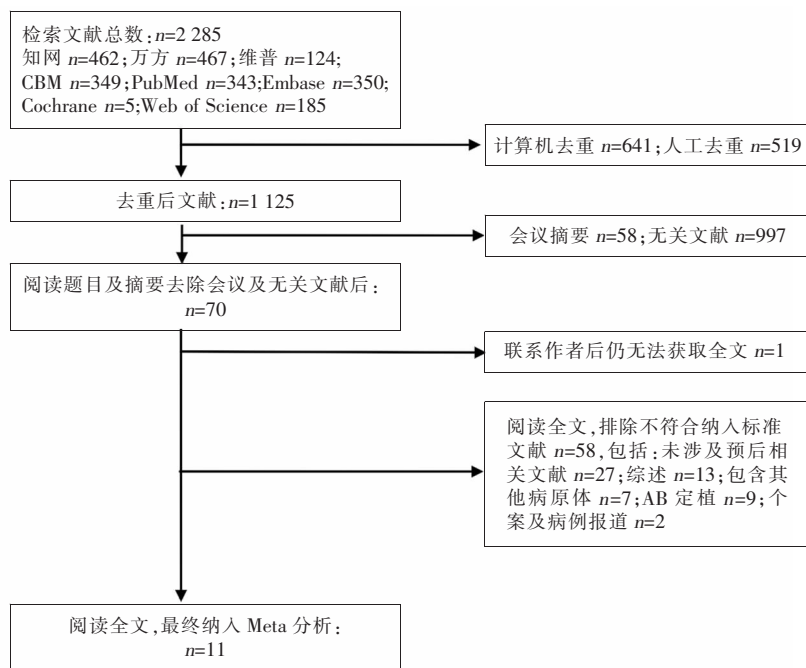 检索文献总数:n=2 285
知网 n=462;万方 n=467;维普 n=124;
CBM n=349;PubMed n=343;Embase n=350;
Cochrane n=5;Web of Science n=185
计算机去重 n=641;人工去重 n=519
去重后文献:n=1 125
会议摘要 n=58;无关文献 n=997
阅读题目及摘要去除会议及无关文献后:
n=70
联系作者后仍无法获取全文 n=1
阅读全文,排除不符合纳入标准
文献 n=58,包括:未涉及预后相
关文献 n=27;综述 n=13;包含其
他病原体 n=7;AB 定植 n=9;个
案及病例报道 n=2
阅读全文,最终纳入 Meta 分析:
n=11